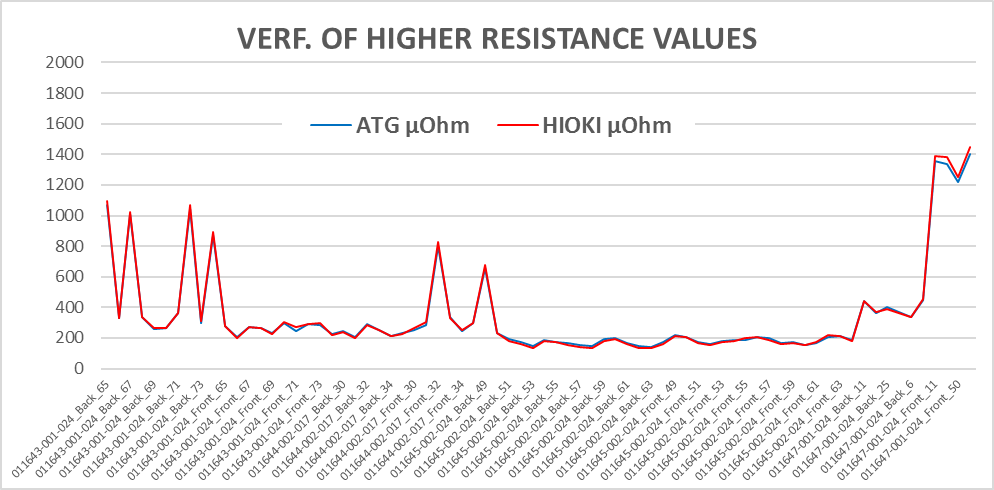 VERF. OF HIGHER RESISTANCE VALUES
2000
1800
1600
1400
1200
1000
800
600
400
200
0
ATG µOhm
HIOKI µOhm
011643-001-024_Back_65
011643-001-024_Back_67
011643-001-024_Back_69
011643-001-024_Back_71
011643-001-024_Back_73
011643-001-024_Front_65
011643-001-024_Front_67
011643-001-024_Front_69
011643-001-024_Front_71
011643-001-024_Front_73
011644-002-017_Back_30
011644-002-017_Back_32
011644-002-017_Back_34
011644-002-017_Front_30
011644-002-017_Front_32
011644-002-017_Front_34
011645-002-024_Back_49
011645-002-024_Back_51
011645-002-024_Back_53
011645-002-024_Back_55
011645-002-024_Back_57
011645-002-024_Back_59
011645-002-024_Back_61
011645-002-024_Back_63
011645-002-024_Front_49
011645-002-024_Front_51
011645-002-024_Front_53
011645-002-024_Front_55
011645-002-024_Front_57
011645-002-024_Front_59
011645-002-024_Front_61
011645-002-024_Front_63
011647-001-024_Back_11
011647-001-024_Back_25
011647-001-024_Back_6
011647-001-024_Front_11
011647-001-024_Front_50